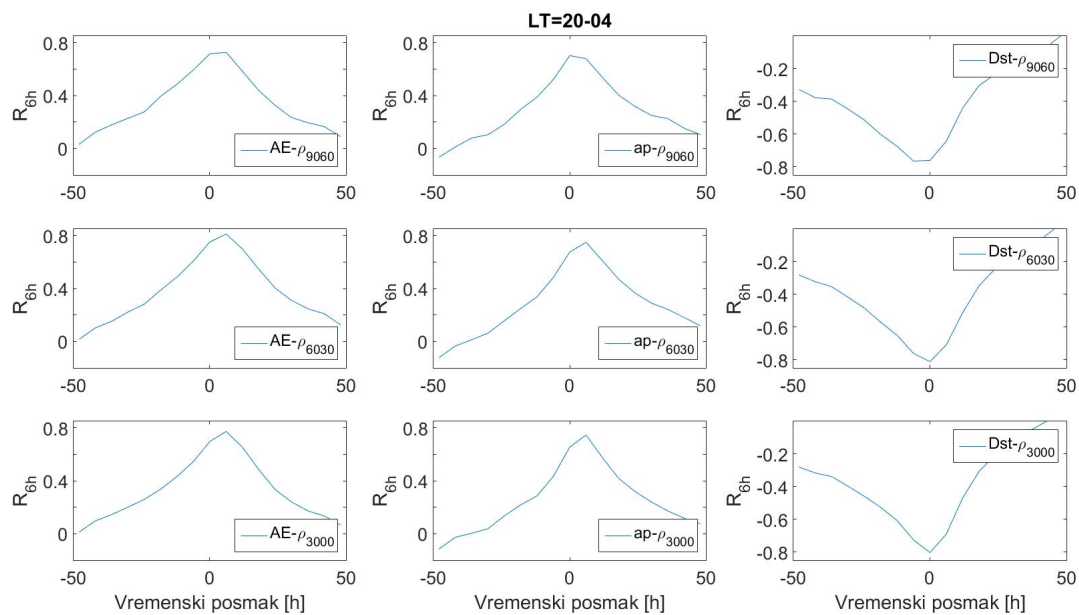 LT=20-04
R6h
0.8
0.4
0
-50
0
50
AE-ρ9060
R6h
0.8
0.4
0
-50
0
50
ap-ρ9060
R6h
-0.2
-0.4
-0.6
-0.8
-50
0
50
Dst-ρ9060
R6h
0.8
0.4
0
-50
0
50
AE-ρ6030
R6h
0.8
0.4
0
-50
0
50
ap-ρ6030
R6h
-0.2
-0.4
-0.6
-0.8
-50
0
50
Dst-ρ6030
R6h
0.8
0.4
0
-50
0
50
AE-ρ3000
Vremenski posmak [h]
R6h
0.8
0.4
0
-50
0
50
ap-ρ3000
Vremenski posmak [h]
R6h
-0.2
-0.4
-0.6
-0.8
-50
0
50
Dst-ρ3000
Vremenski posmak [h]